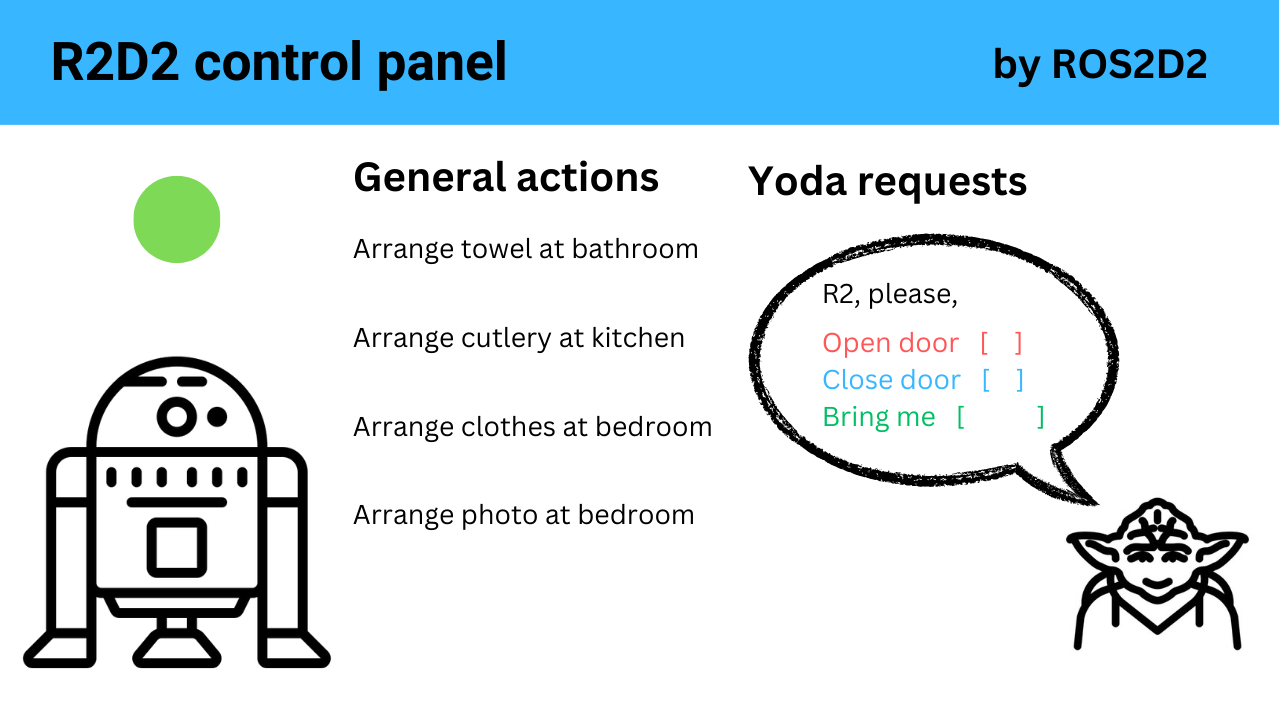 R2D2 control panel
by ROS2D2
General actions
Arrange towel at bathroom
Arrange cutlery at kitchen
Arrange clothes at bedroom
Arrange photo at bedroom
Yoda requests
R2, please,
Open door [ ]
Close door [ ]
Bring me [ ]